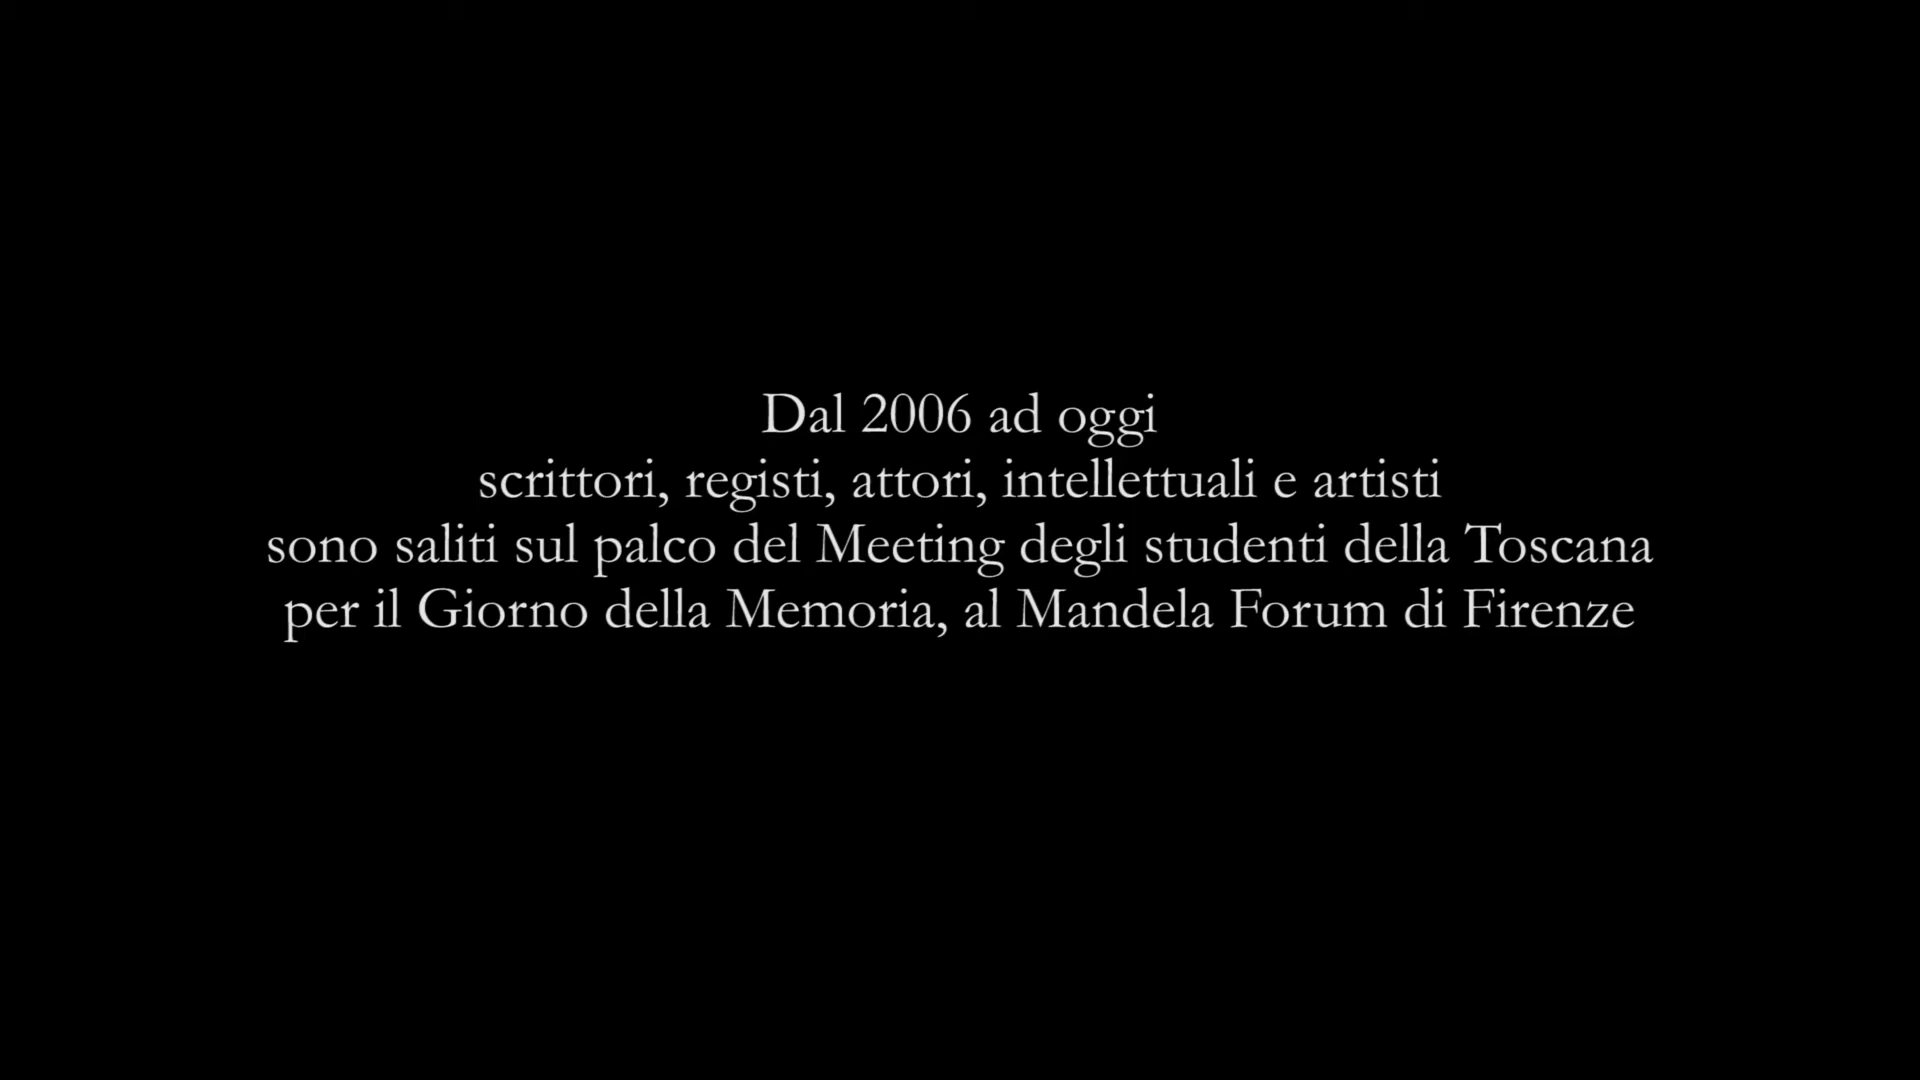 Dal 2006 ad oggi
scrittori, registi, attori, intellettuali e artisti
sono saliti sul palco del Meeting degli studenti della Toscana
per il Giorno della Memoria, al Mandela Forum di Firenze